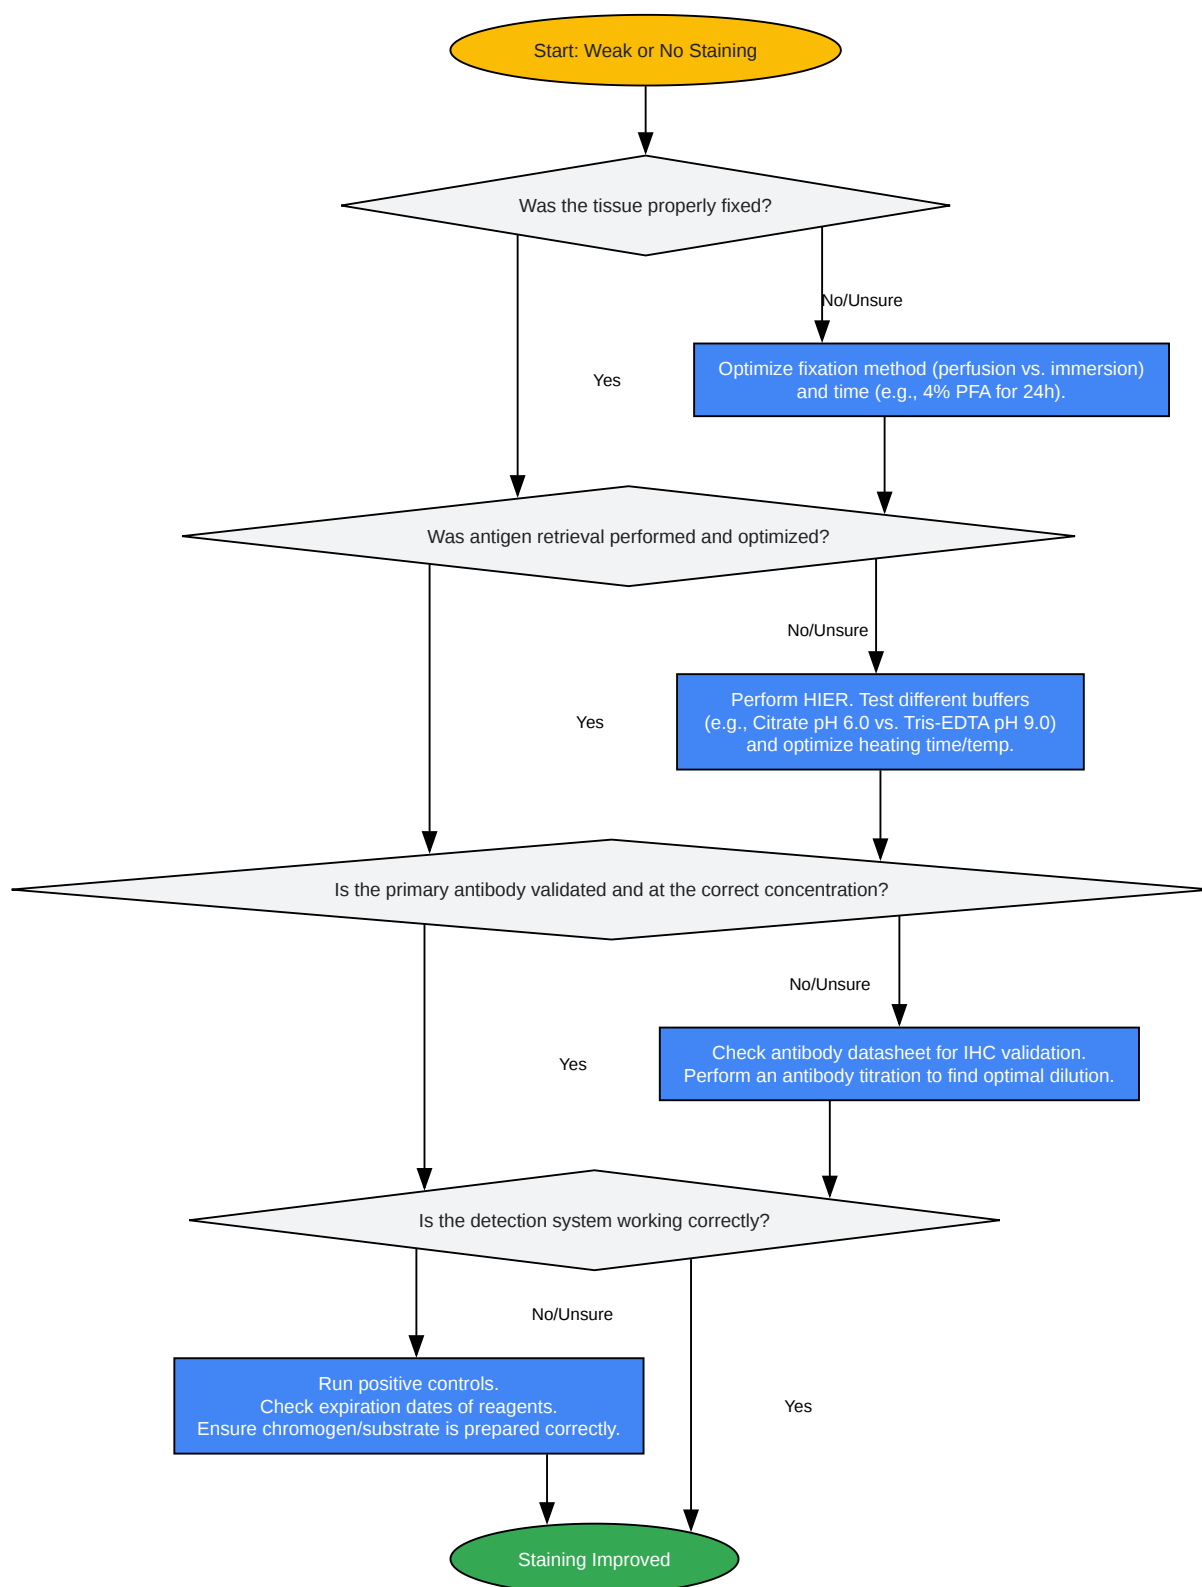 Start: Weak or No Staining
Was the tissue properly fixed?
No/Unsure
Optimize fixation method (perfusion vs. immersion)
and time (e.g., 4% PFA for 24h).
Yes
Was antigen retrieval performed and optimized?
No/Unsure
Perform HIER. Test different buffers
(e.g., Citrate pH 6.0 vs. Tris-EDTA pH 9.0)
and optimize heating time/temp.
Yes
Is the primary antibody validated and at the correct concentration?
No/Unsure
Check antibody datasheet for IHC validation.
Perform an antibody titration to find optimal dilution.
Yes
Is the detection system working correctly?
No/Unsure
Run positive controls.
Check expiration dates of reagents.
Ensure chromogen/substrate is prepared correctly.
Yes
Staining Improved